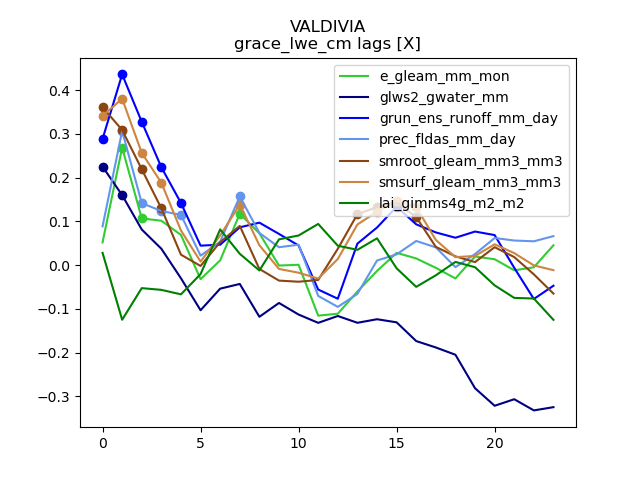 VALDIVIA
grace_lwe_cm lags [X]
e_gleam_mm_mon
glws2_gwater_mm
grun_ens_runoff_mm_day
prec_fldas_mm_day
smroot_gleam_mm3_mm3
smsurf_gleam_mm3_mm3
lai_gimms4g_m2_m2
0.4
0.3
0.2
0.1
0.0
−0.1
−0.2
−0.3
0 5 10 15 20